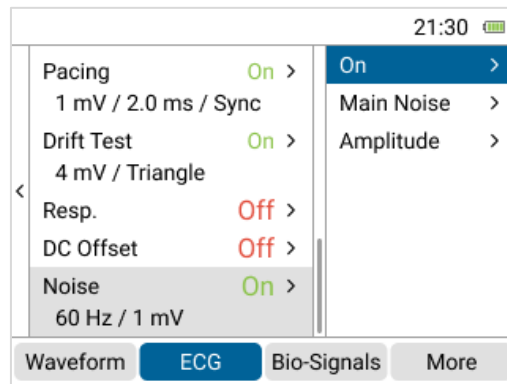 21:30
Pacing On >
1 mV / 2.0 ms / Sync
Drift Test On >
4 mV / Triangle
<
Resp. Off >
DC Offset Off >
Noise On >
60 Hz / 1 mV
On >
Main Noise >
Amplitude >
Waveform ECG Bio-Signals More